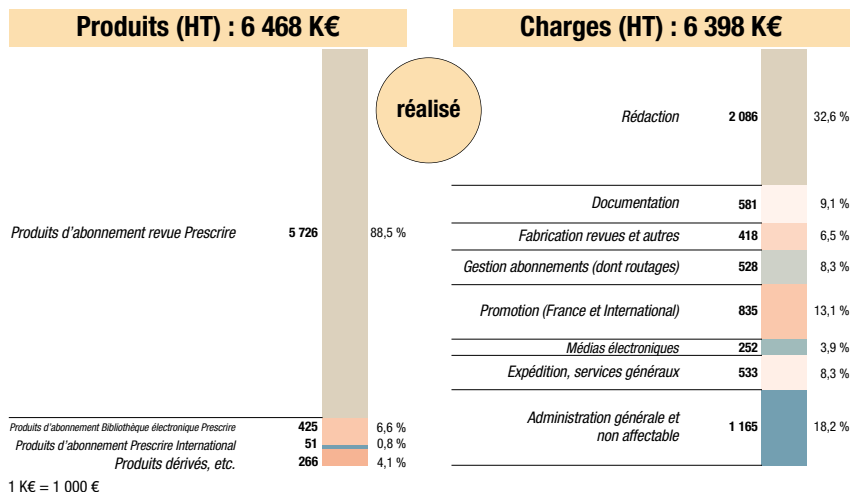 Produits (HT) : 6 468 K€
Charges (HT) : 6 398 K€
réalisé
Produits d'abonnement revue Prescrire 5 726 88,5 %
Produits d'abonnement Bibliothèque électronique Prescrire 425 6,6 %
Produits d'abonnement Prescrire International 51 0,8 %
Produits dérivés, etc. 266 4,1 %
1 K€ = 1 000 €
Rédaction 2 086 32,6 %
Documentation 581 9,1 %
Fabrication revues et autres 418 6,5 %
Gestion abonnements (dont routages) 528 8,3 %
Promotion (France et International) 835 13,1 %
Médias électroniques 252 3,9 %
Expédition, services généraux 533 8,3 %
Administration générale et
non affectable 1 165 18,2 %